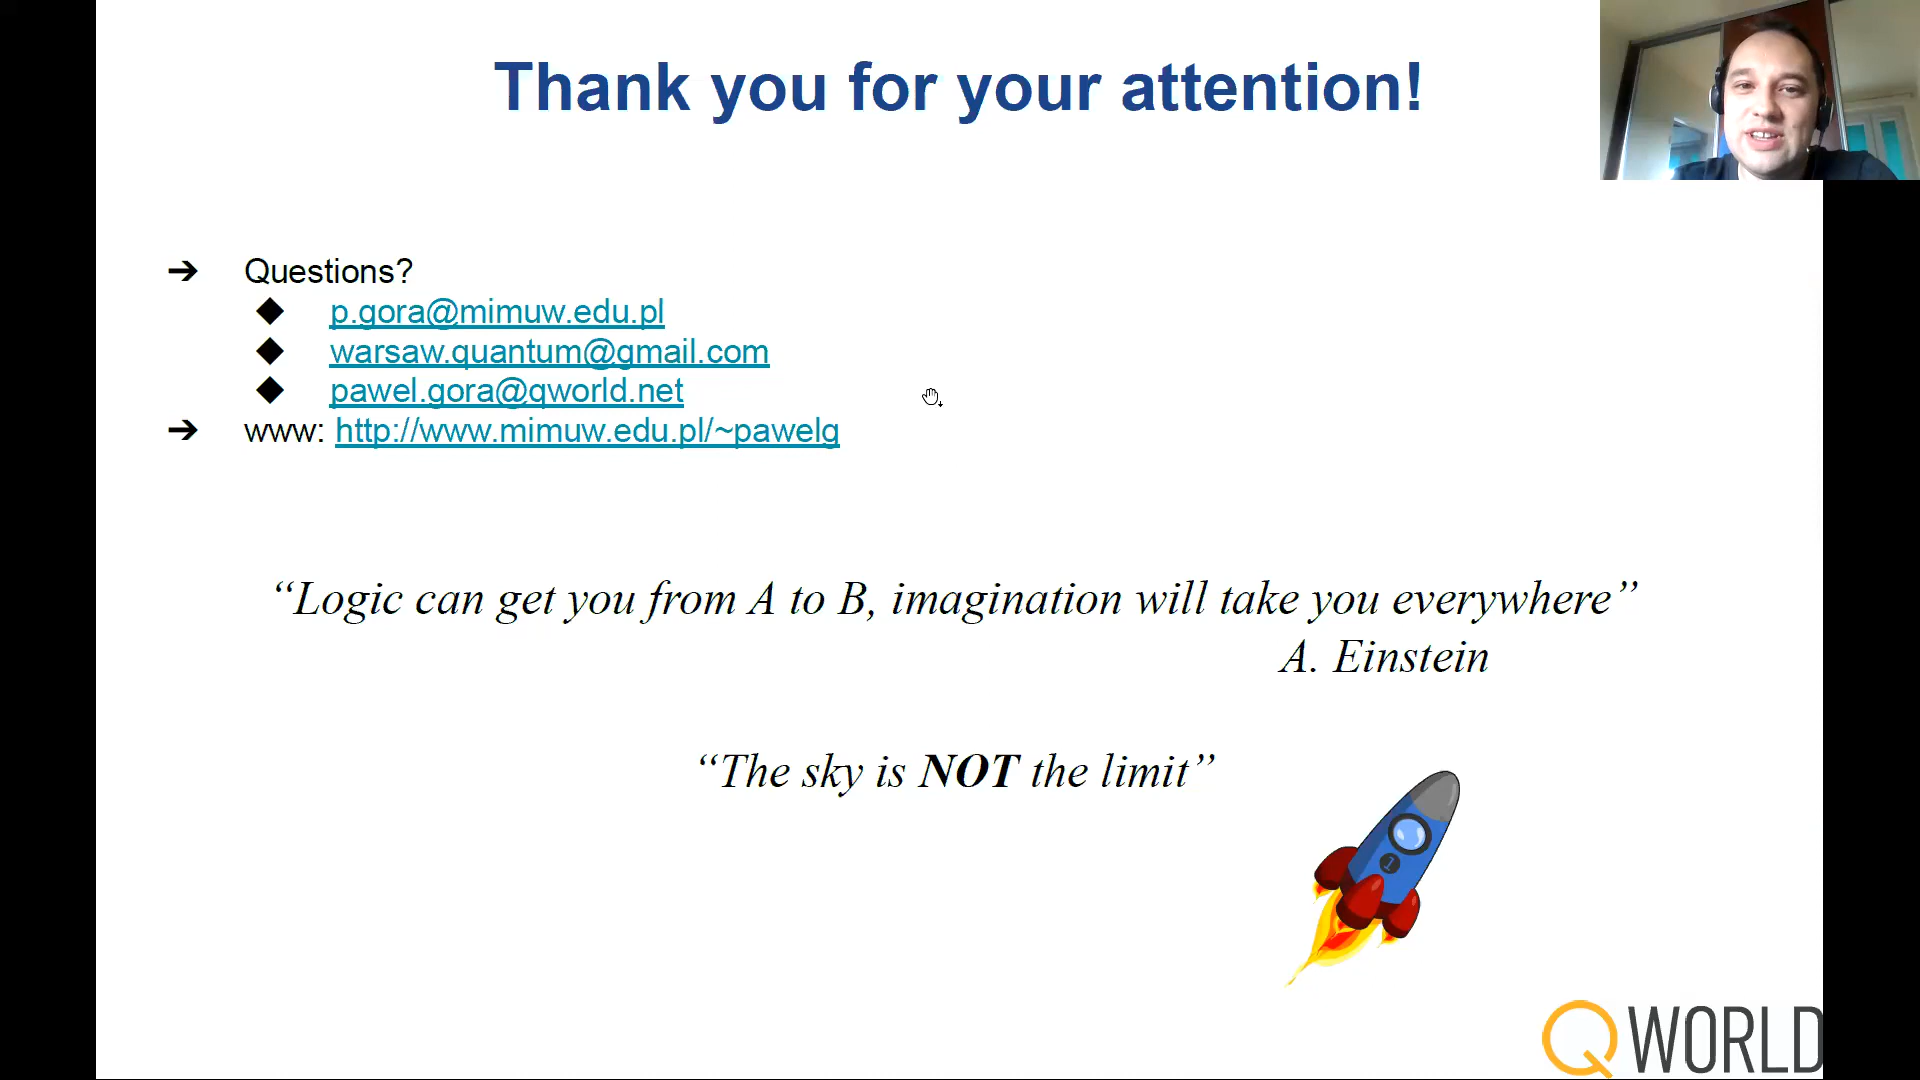 Thank you for your attention!
Questions?
p.gora@mimuw.edu.pl
warsaw.quantum@gmail.com
pawel.gora@qworld.net
www: http://www.mimuw.edu.pl/~pawelg
“Logic can get you from A to B, imagination will take you everywhere”
A. Einstein
“The sky is NOT the limit”
1
QWORLD